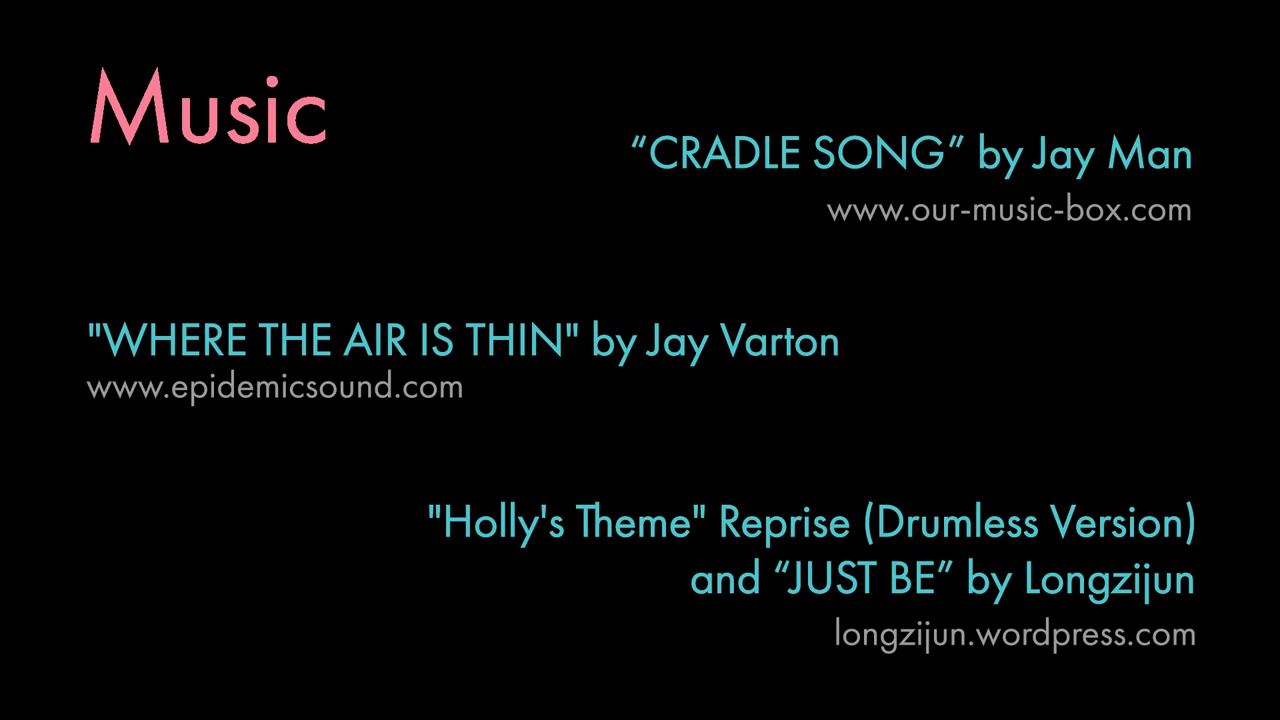 Music
“CRADLE SONG” by Jay Man
www.our-music-box.com
"WHERE THE AIR IS THIN" by Jay Varton
www.epidemicsound.com
"Holly's Theme" Reprise (Drumless Version)
and “JUST BE” by Longzijun
longzijun.wordpress.com